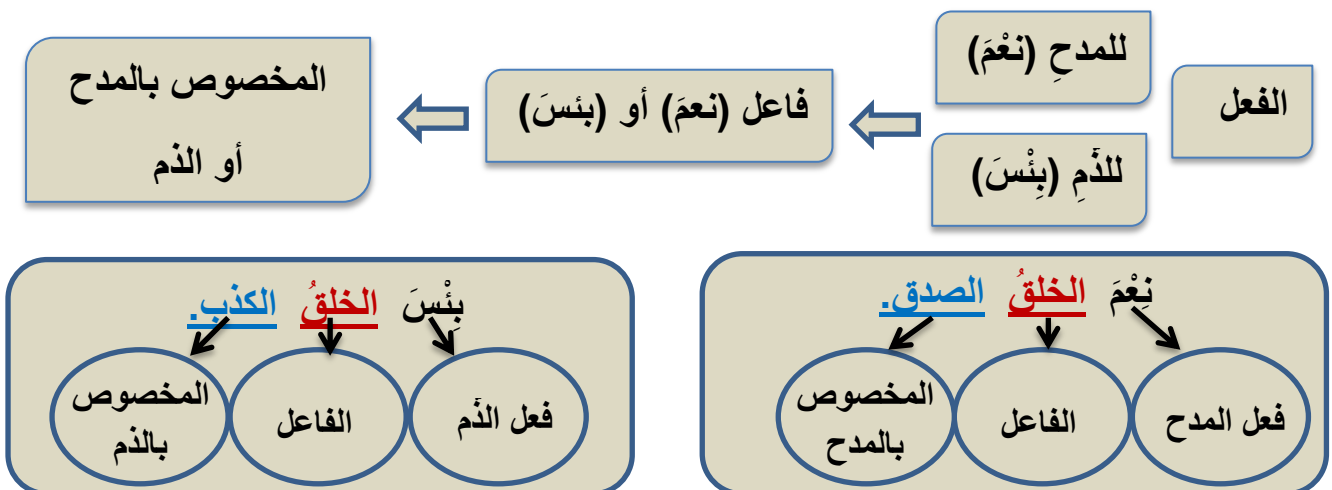 الفعل
للمدحِ (نعْمَ)
للذَمِ (بِئْسَ)
فاعل (نعمَ) أو (بئسَ)
المخصوص بالمدح
أو الذم
نِعْمَ الخلقُ الصدق.
فعل المدح
الفاعل
المخصوص
بالمدح
بِئْسَ الخلقُ الكذب.
فعل الذَم
الفاعل
المخصوص
بالذم